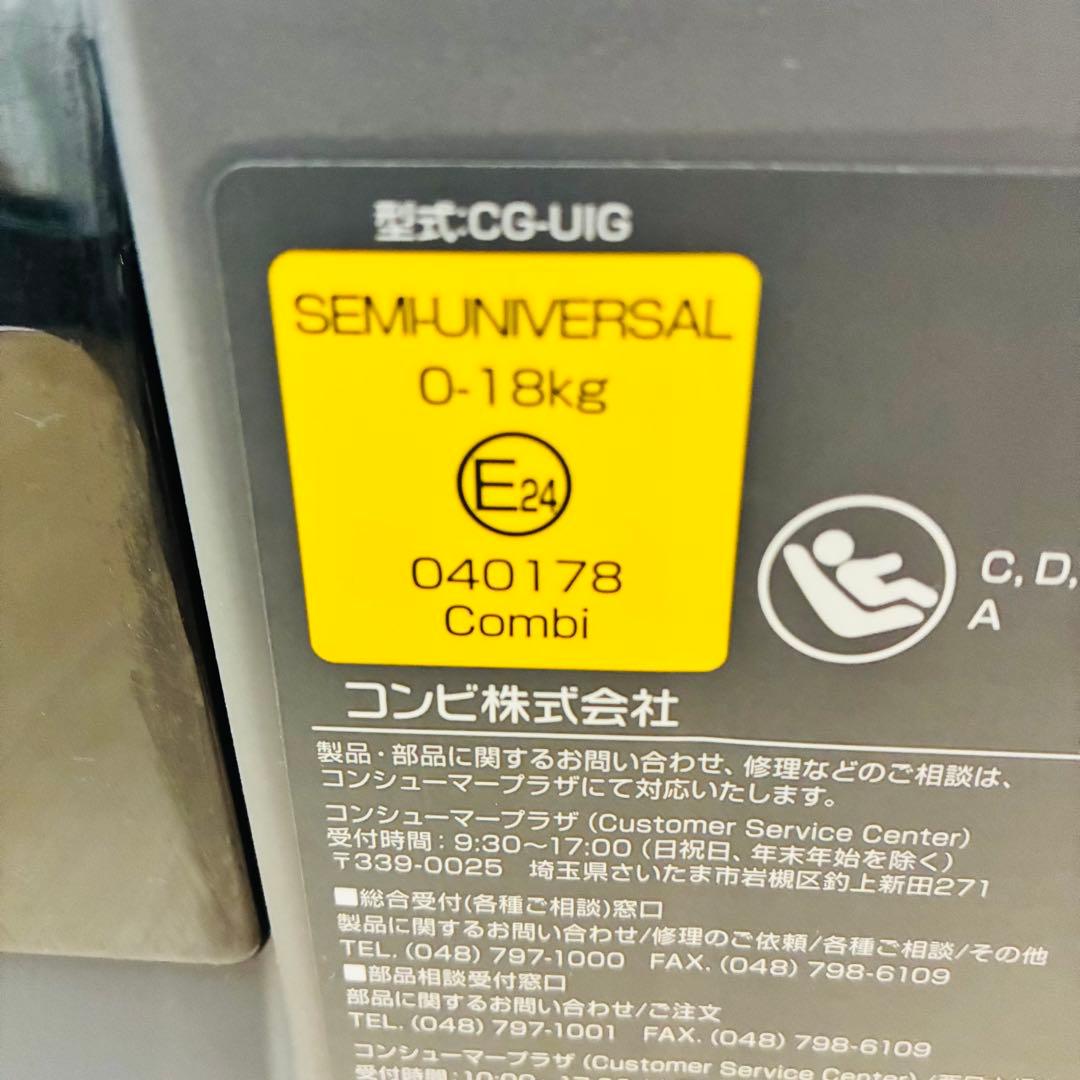 型式:CG-UIG
SEMI-UNIVERSAL
0-18kg
E24
040178
Combi
C, D,
A
コンビ株式会社
製品・部品に関するお問い合わせ、修理などのご相談は、
コンシューマープラザにて対応いたします。
コンシューマープラザ (Customer Service Center)
受付時間：9:30～17:00 (日祝日、年末年始を除く)
〒339-0025 埼玉県さいたま市岩槻区釣上新田271
■総合受付(各種ご相談)窓口
製品に関するお問い合わせ/修理のご依頼/各種ご相談/その他
TEL. (048) 797-1000 FAX. (048) 798-6109
■部品相談受付窓口
部品に関するお問い合わせ/ご注文
TEL. (048) 797-1001 FAX. (048) 798-6109
コンシューマープラザ (Customer Service Center)